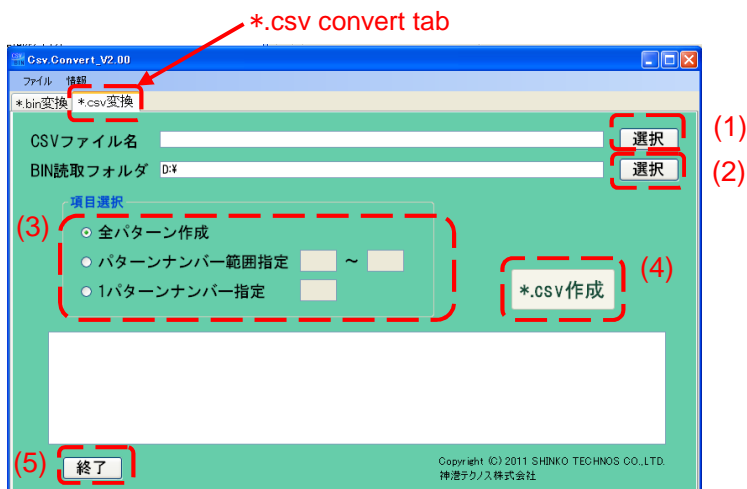 *.csv convert tab
Csv.Convert_V2.00
ファイル 情報
*.bin変換 *.csv変換
CSVファイル名 選択 (1)
BIN読取フォルダ D:¥ 選択 (2)
項目選択
(3) 全パターン作成
パターンナンバー範囲指定 ～
1パターンナンバー指定
*.csv作成 (4)
(5) 終了
Copyright (C) 2011 SHINKO TECHNOS CO.,LTD.
神港テクノス株式会社